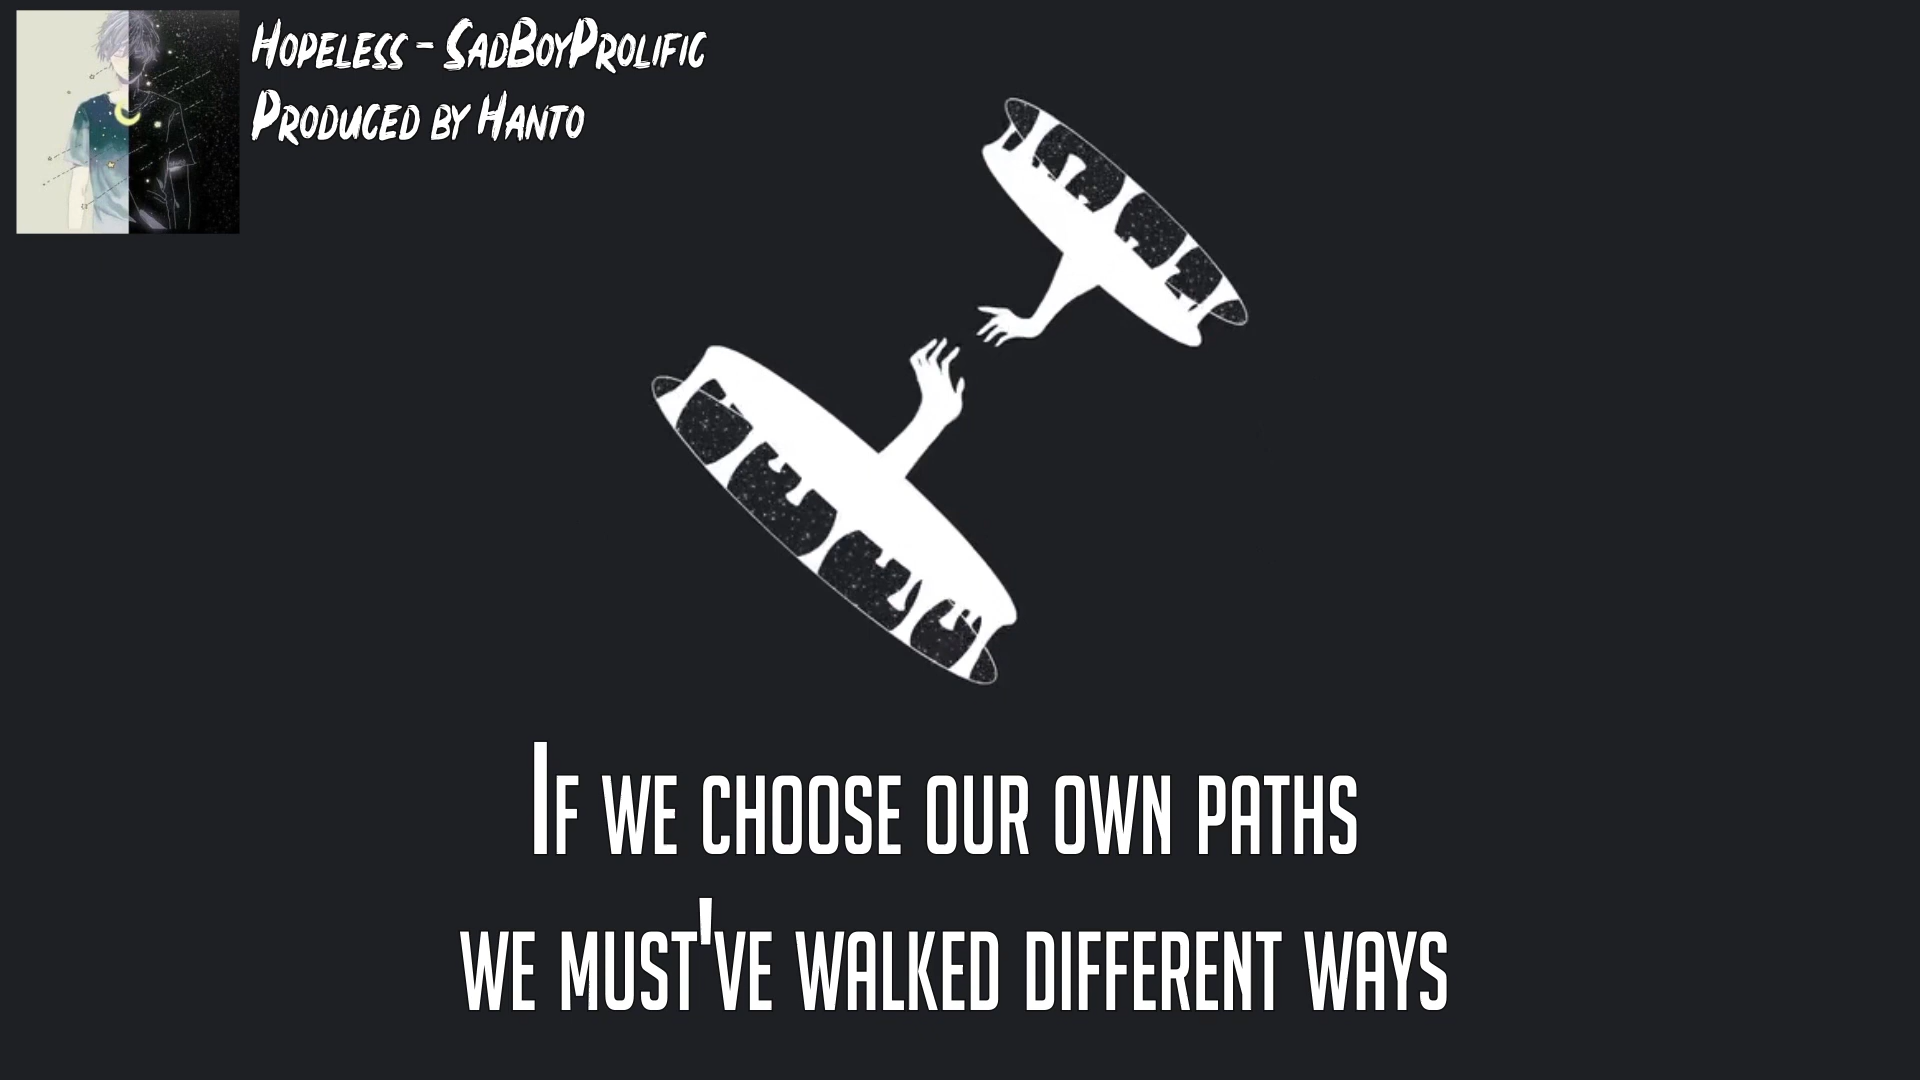 Hopeless - SadBoyProlific
Produced by Hanto
If we choose our own paths
we must've walked different ways